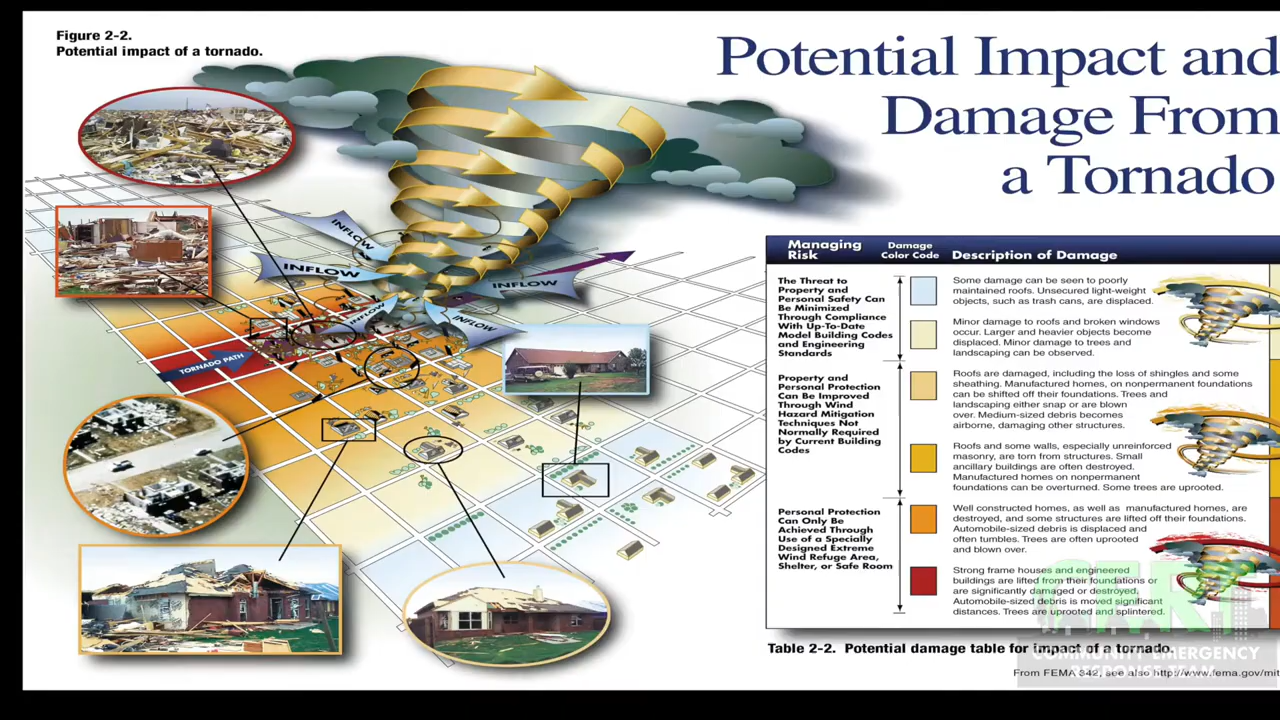 Figure 2-2.
Potential impact of a tornado.
Potential Impact and
Damage From
a Tornado
INFLOW
INFLOW
INFLOW
INFLOW
INFLOW
TORNADO PATH
Managing
Risk
Damage
Color Code
Description of Damage
The Threat to
Property and
Personal Safety Can
Be Minimized
Through Compliance
With Up-To-Date
Model Building Codes
and Engineering
Standards
Some damage can be seen to poorly
maintained roofs. Unsecured light-weight
objects, such as trash cans, are displaced.
Minor damage to roofs and broken windows
occur. Larger and heavier objects become
displaced. Minor damage to trees and
landscaping can be observed.
Property and
Personal Protection
Can Be Improved
Through Wind
Hazard Mitigation
Techniques Not
Normally Required
by Current Building
Codes
Roofs are damaged, including the loss of shingles and some
sheathing. Manufactured homes, on nonpermanent foundations
can be shifted off their foundations. Trees and
landscaping either snap or are blown
over. Medium-sized debris becomes
airborne, damaging other structures.
Roofs and some walls, especially unreinforced
masonry, are torn from structures. Small
ancillary buildings are often destroyed.
Manufactured homes on nonpermanent
foundations can be overturned. Some trees are uprooted.
Personal Protection
Can Only Be
Achieved Through
Use of a Specially
Designed Extreme
Wind Refuge Area,
Shelter, or Safe Room
Well constructed homes, as well as manufactured homes, are
destroyed, and some structures are lifted off their foundations.
Automobile-sized debris is displaced and
often tumbles. Trees are often uprooted
and blown over.
Strong frame houses and engineered
buildings are lifted from their foundations or
are significantly damaged or destroyed.
Automobile-sized debris is moved significant
distances. Trees are uprooted and splintered.
Table 2-2. Potential damage table for impact of a tornado.
From FEMA 342, see also http://www.fema.gov/mit
COMMUNITY EMERGENCY
RESPONSE TEAM